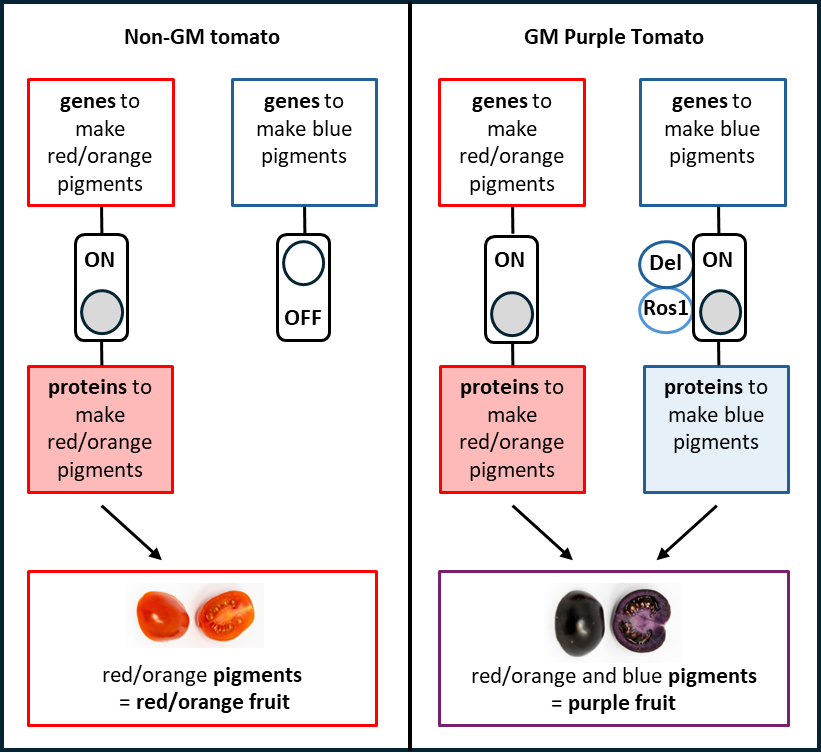 Non-GM tomato
genes to
make
red/orange
pigments
genes to
make blue
pigments
ON
OFF
proteins to
make
red/orange
pigments
red/orange pigments
= red/orange fruit
GM Purple Tomato
genes to
make
red/orange
pigments
genes to
make blue
pigments
ON
Del
Ros1
ON
proteins to
make
red/orange
pigments
proteins to
make blue
pigments
red/orange and blue pigments
= purple fruit